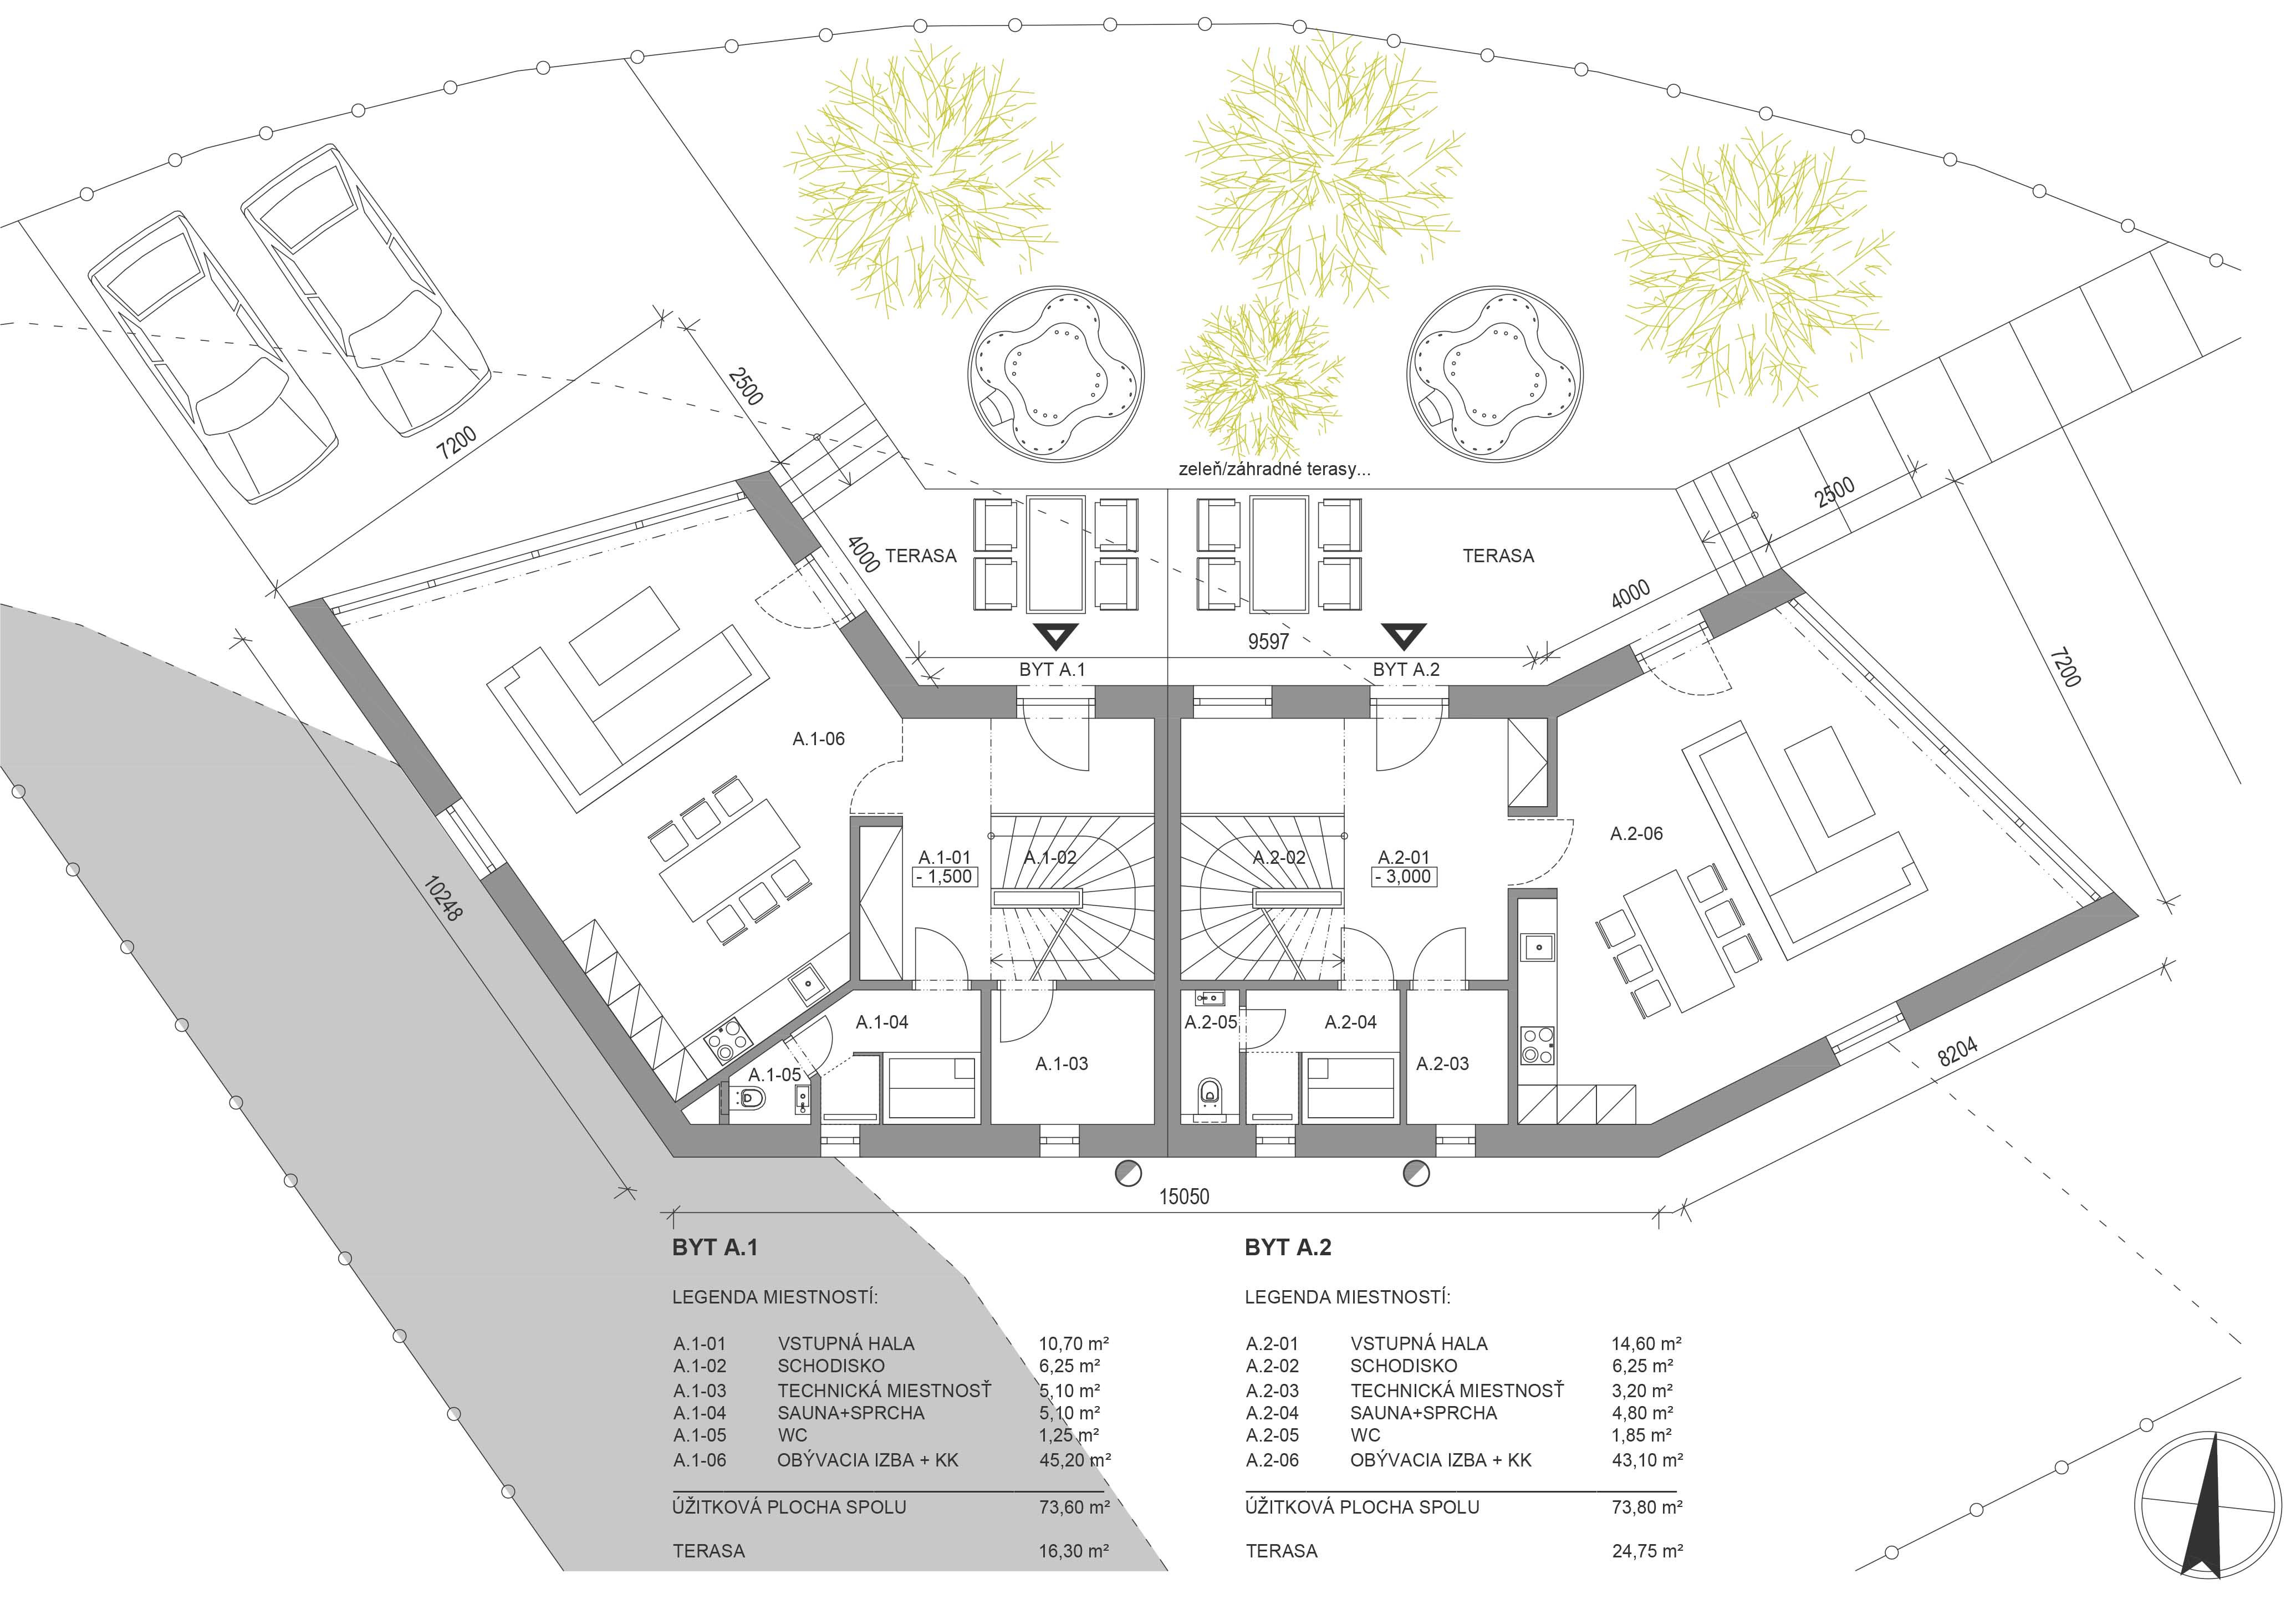 2500
7200
zeleň/záhradné terasy...
2500
4000
TERASA
TERASA
4000
9597
7200
BYT A.1
BYT A.2
A.1-06
A.2-06
A.1-01
- 1,500
A.1-02
A.2-02
A.2-01
- 3,000
10248
A.1-04
A.2-05
A.2-04
A.1-05
A.1-03
A.2-03
8204
15050
BYT A.1
LEGENDA MIESTNOSTÍ:
A.1-01 VSTUPNÁ HALA 10,70 m²
A.1-02 SCHODISKO 6,25 m²
A.1-03 TECHNICKÁ MIESTNOSŤ 5,10 m²
A.1-04 SAUNA+SPRCHA 5,10 m²
A.1-05 WC 1,25 m²
A.1-06 OBÝVACIA IZBA + KK 45,20 m²
ÚŽITKOVÁ PLOCHA SPOLU 73,60 m²
TERASA 16,30 m²
BYT A.2
LEGENDA MIESTNOSTÍ:
A.2-01 VSTUPNÁ HALA 14,60 m²
A.2-02 SCHODISKO 6,25 m²
A.2-03 TECHNICKÁ MIESTNOSŤ 3,20 m²
A.2-04 SAUNA+SPRCHA 4,80 m²
A.2-05 WC 1,85 m²
A.2-06 OBÝVACIA IZBA + KK 43,10 m²
ÚŽITKOVÁ PLOCHA SPOLU 73,80 m²
TERASA 24,75 m²